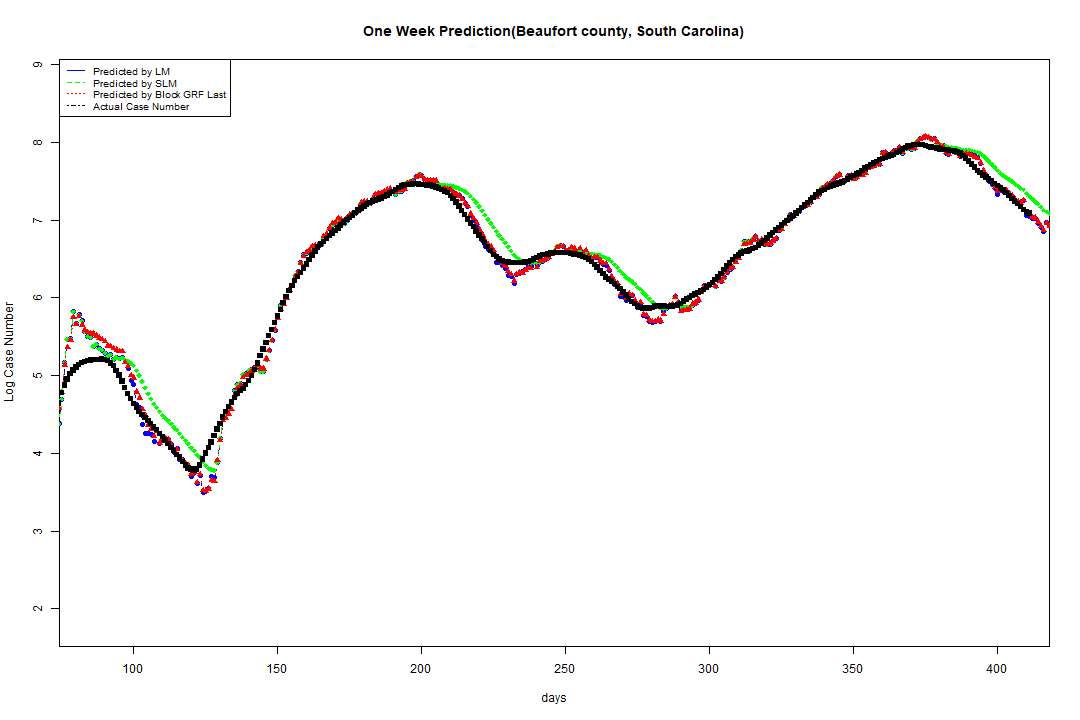 One Week Prediction(Beaufort county, South Carolina)
Predicted by LM
Predicted by SLM
Predicted by Block GRF Last
Actual Case Number
9
8
7
6
5
4
3
2
Log Case Number
100 150 200 250 300 350 400
days